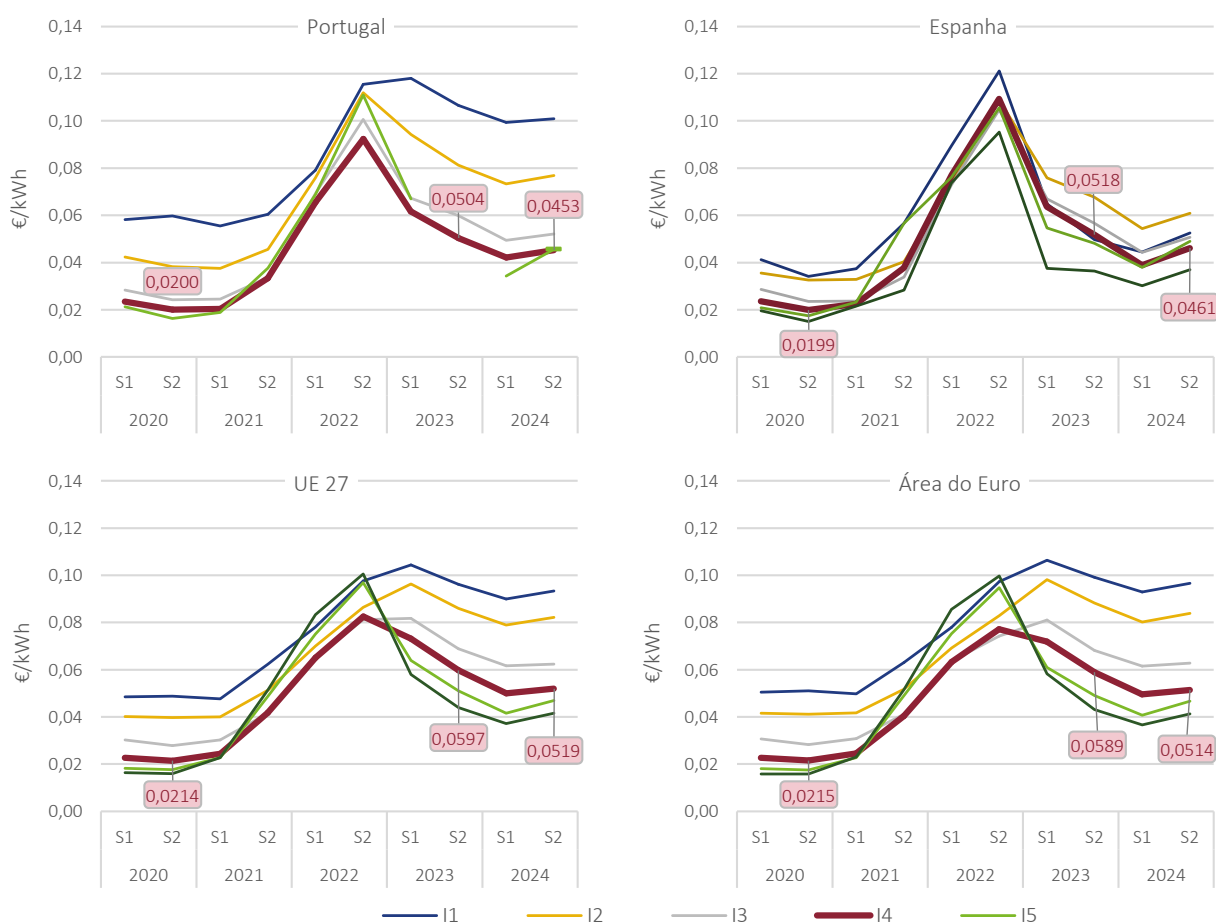 Portugal
€/kWh
0,14
0,12
0,10
0,08
0,06
0,04
0,02
0,00
0,0200
0,0504
0,0453
S1 S2 S1 S2 S1 S2 S1 S2 S1 S2
2020 2021 2022 2023 2024
Espanha
€/kWh
0,14
0,12
0,10
0,08
0,06
0,04
0,02
0,00
0,0199
0,0518
0,0461
S1 S2 S1 S2 S1 S2 S1 S2 S1 S2
2020 2021 2022 2023 2024
UE 27
€/kWh
0,14
0,12
0,10
0,08
0,06
0,04
0,02
0,00
0,0214
0,0597
0,0519
S1 S2 S1 S2 S1 S2 S1 S2 S1 S2
2020 2021 2022 2023 2024
Área do Euro
€/kWh
0,14
0,12
0,10
0,08
0,06
0,04
0,02
0,00
0,0215
0,0589
0,0514
S1 S2 S1 S2 S1 S2 S1 S2 S1 S2
2020 2021 2022 2023 2024
I1 I2 I3 I4 I5